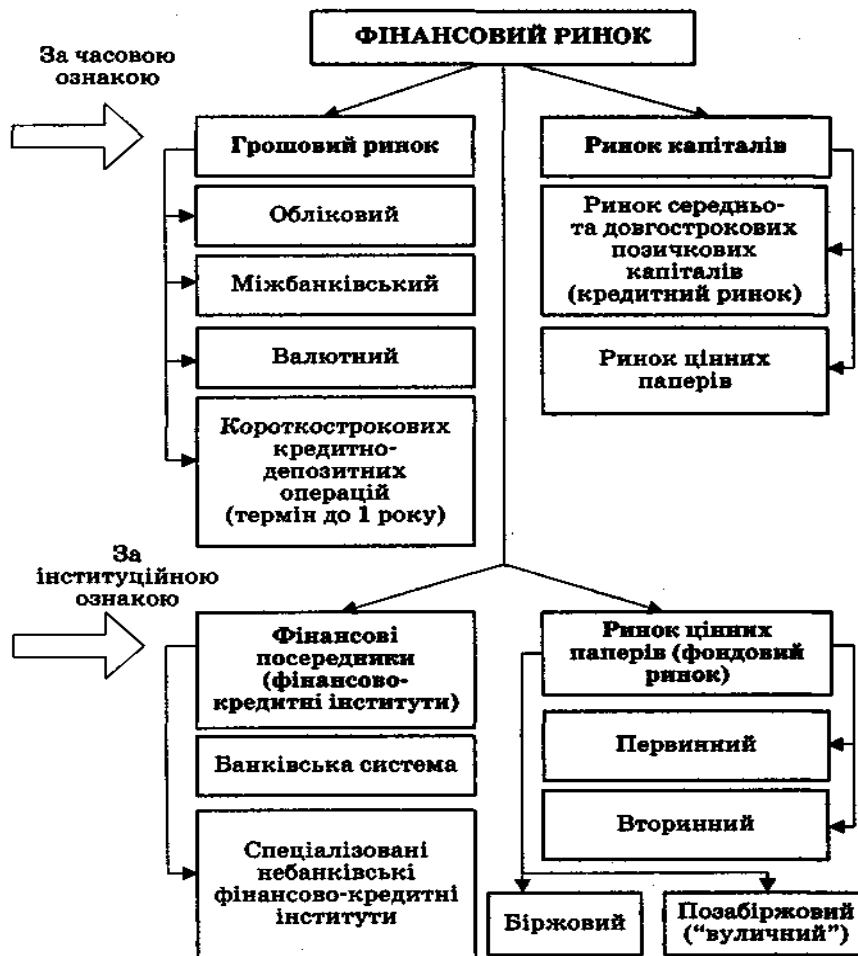 ФІНАНСОВИЙ РИНОК
За часовою
ознакою
Грошовий ринок
Обліковий
Міжбанківський
Валютний
Короткострокових
кредитно-
депозитних
операцій
(термін до 1 року)
Ринок капіталів
Ринок середньо-
та довгострокових
позичкових
капіталів
(кредитний ринок)
Ринок цінних
паперів
За
інституційною
ознакою
Фінансові
посередники
(фінансово-
кредитні інститути)
Банківська система
Спеціалізовані
небанківські
фінансово-кредитні
інститути
Ринок цінних
паперів (фондовий
ринок)
Первинний
Вторинний
Біржовий
Позабіржовий
(“вуличний”)